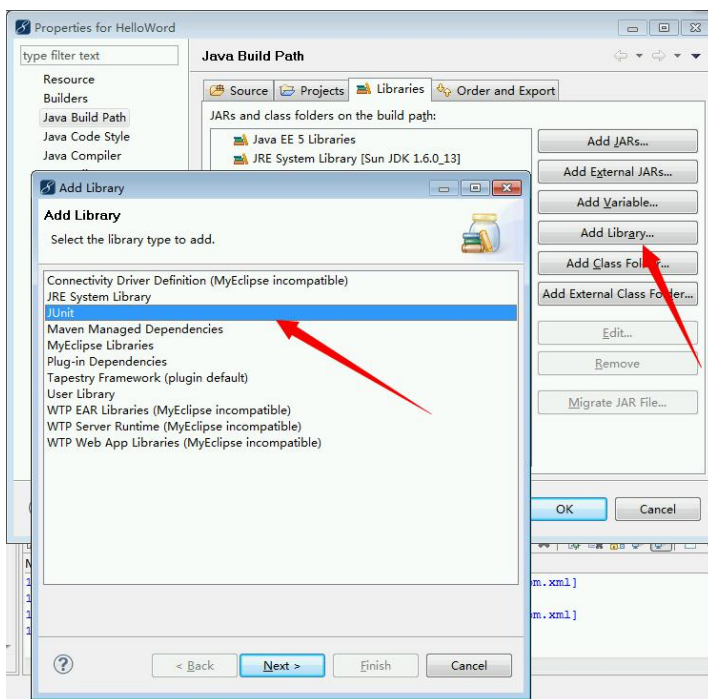 Properties for HelloWord
type filter text
Java Build Path
Resource
Builders
Java Build Path
Java Code Style
Java Compiler
Source
Projects
Libraries
Order and Export
JARs and class folders on the build path:
Java EE 5 Libraries
JRE System Library [Sun JDK 1.6.0_13]
Add JARs...
Add External JARs...
Add Variable...
Add Library...
Add Class Folder...
Add External Class Folder...
Edit...
Remove
Migrate JAR File...
OK
Cancel
Add Library
Add Library
Select the library type to add.
Connectivity Driver Definition (MyEclipse incompatible)
JRE System Library
JUnit
Maven Managed Dependencies
MyEclipse Libraries
Plug-in Dependencies
Tapestry Framework (plugin default)
User Library
WTP EAR Libraries (MyEclipse incompatible)
WTP Server Runtime (MyEclipse incompatible)
WTP Web App Libraries (MyEclipse incompatible)
< Back
Next >
Finish
Cancel
m.xml]
m.xml]